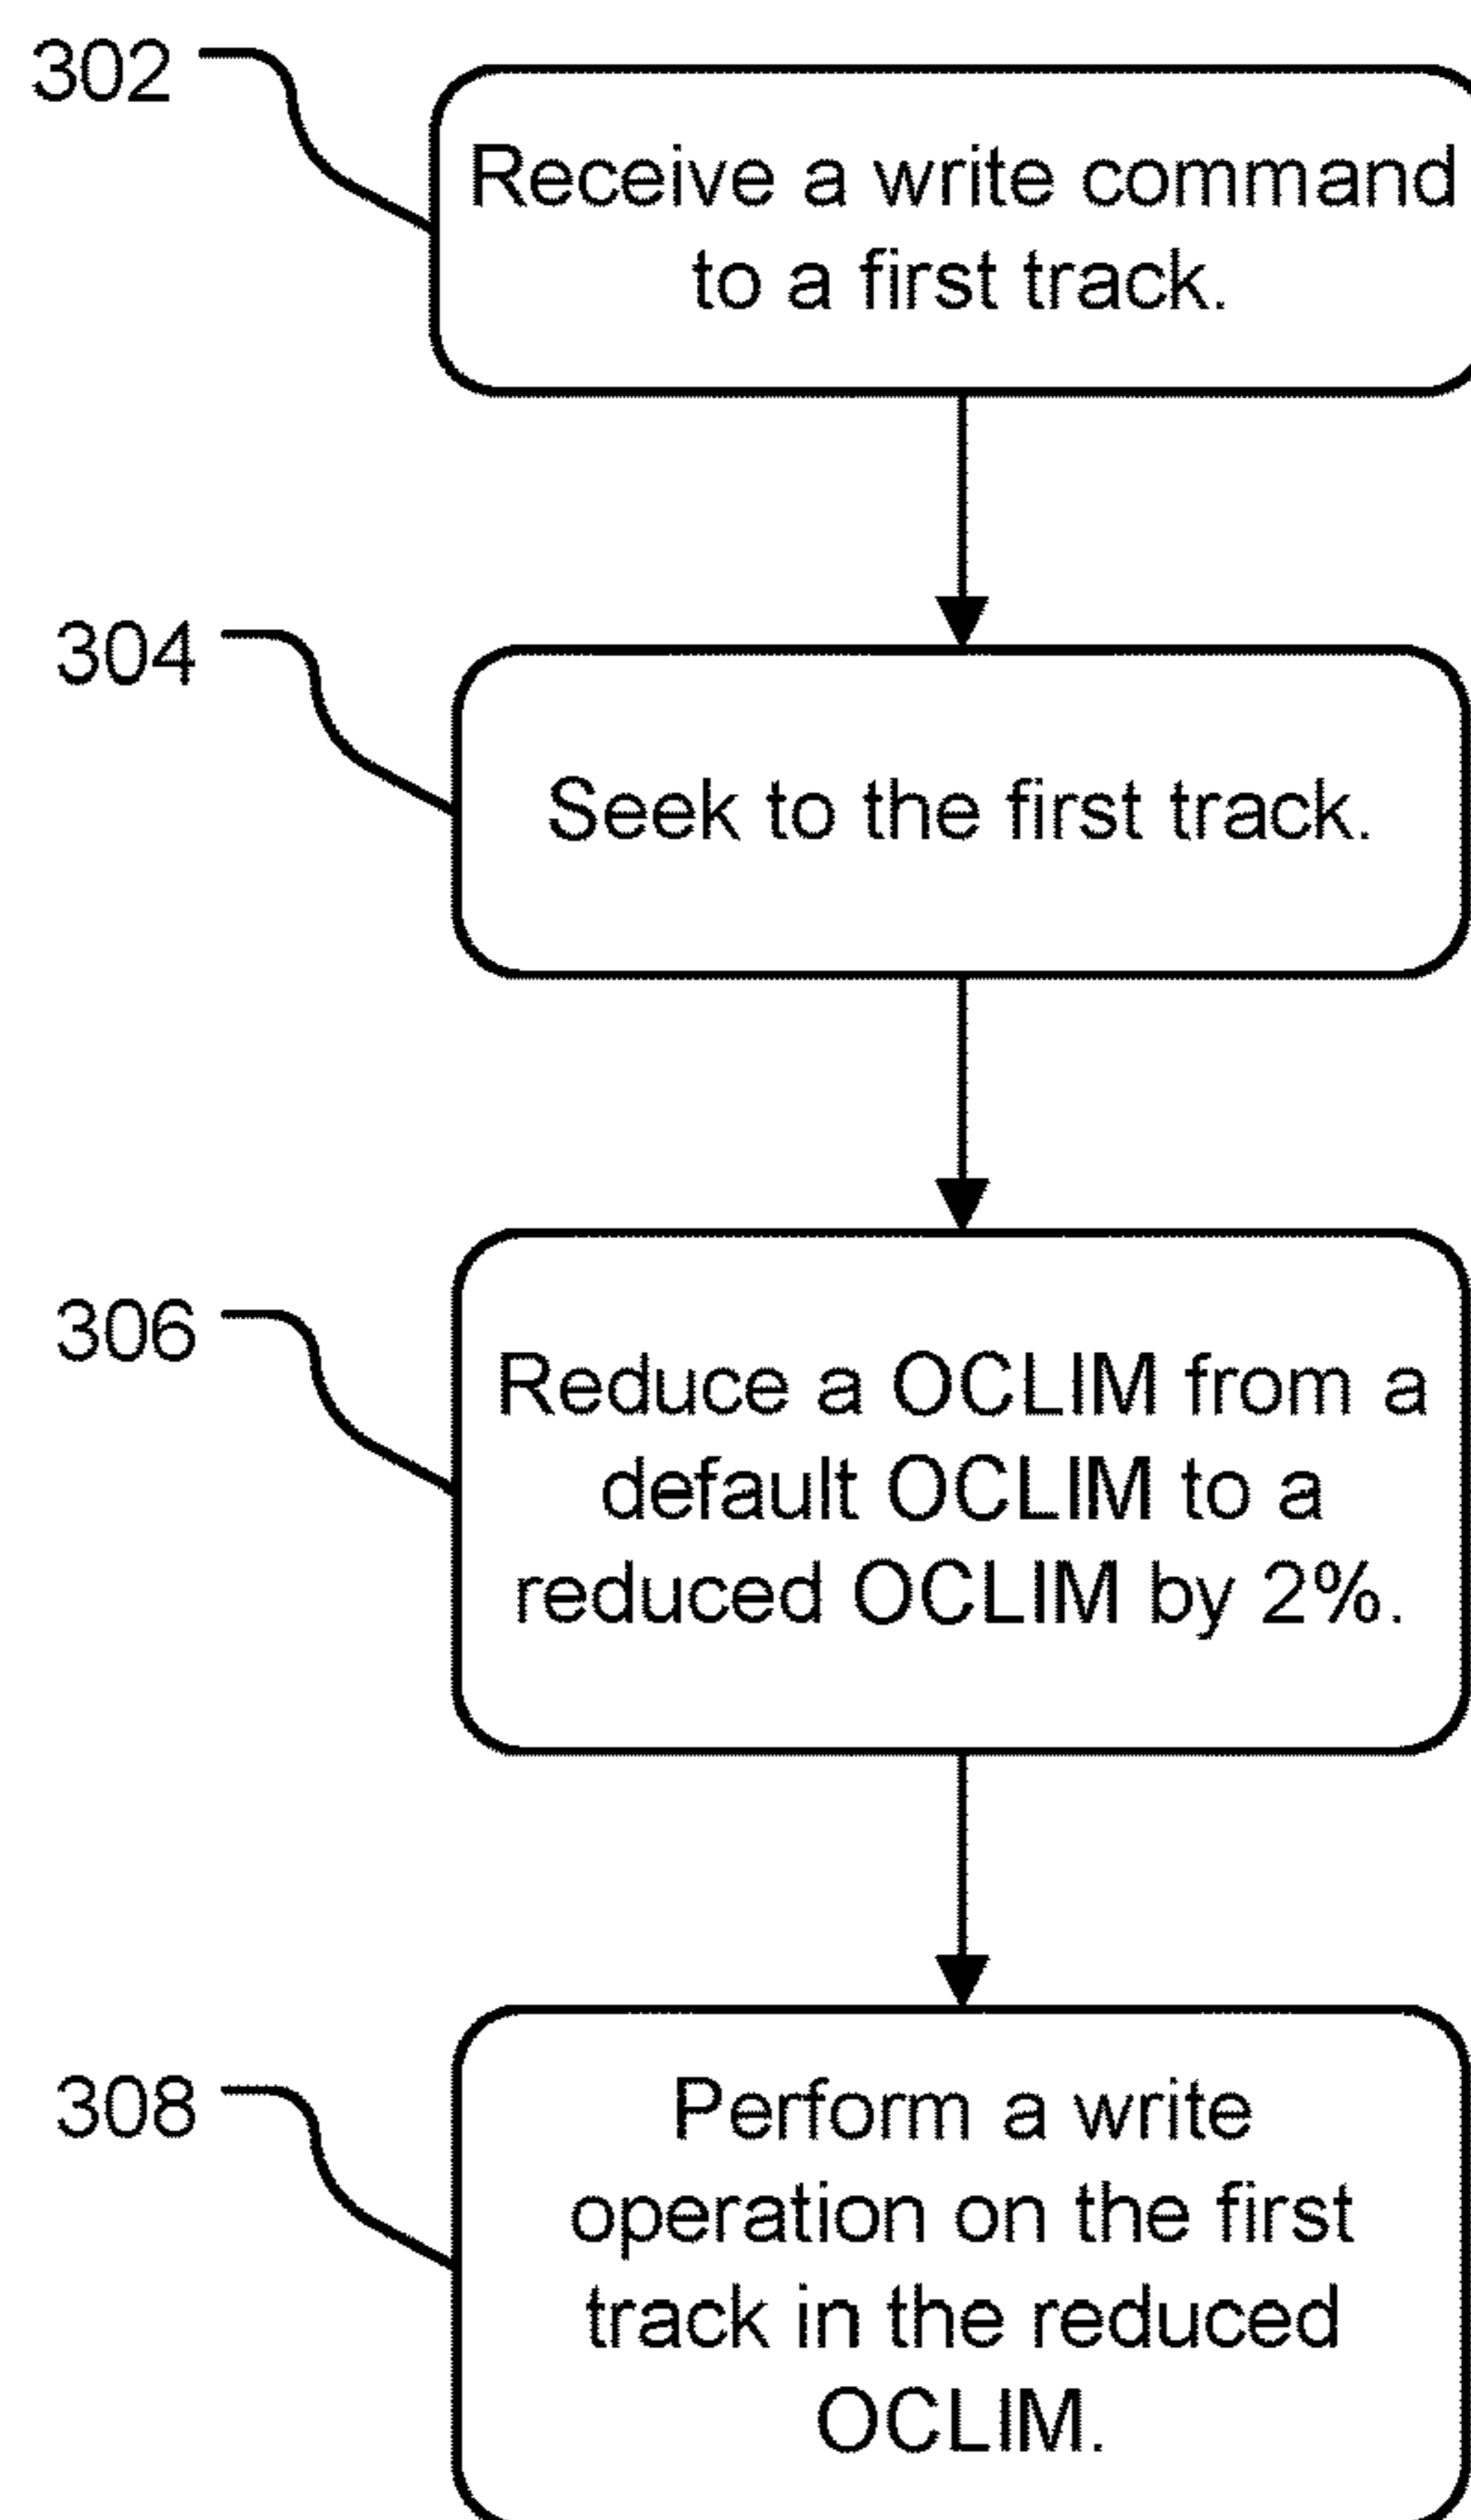 302
Receive a write command
to a first track.
304
Seek to the first track.
306
Reduce a OCLIM from a
default OCLIM to a
reduced OCLIM by 2%.
308
Perform a write
operation on the first
track in the reduced
OCLIM.